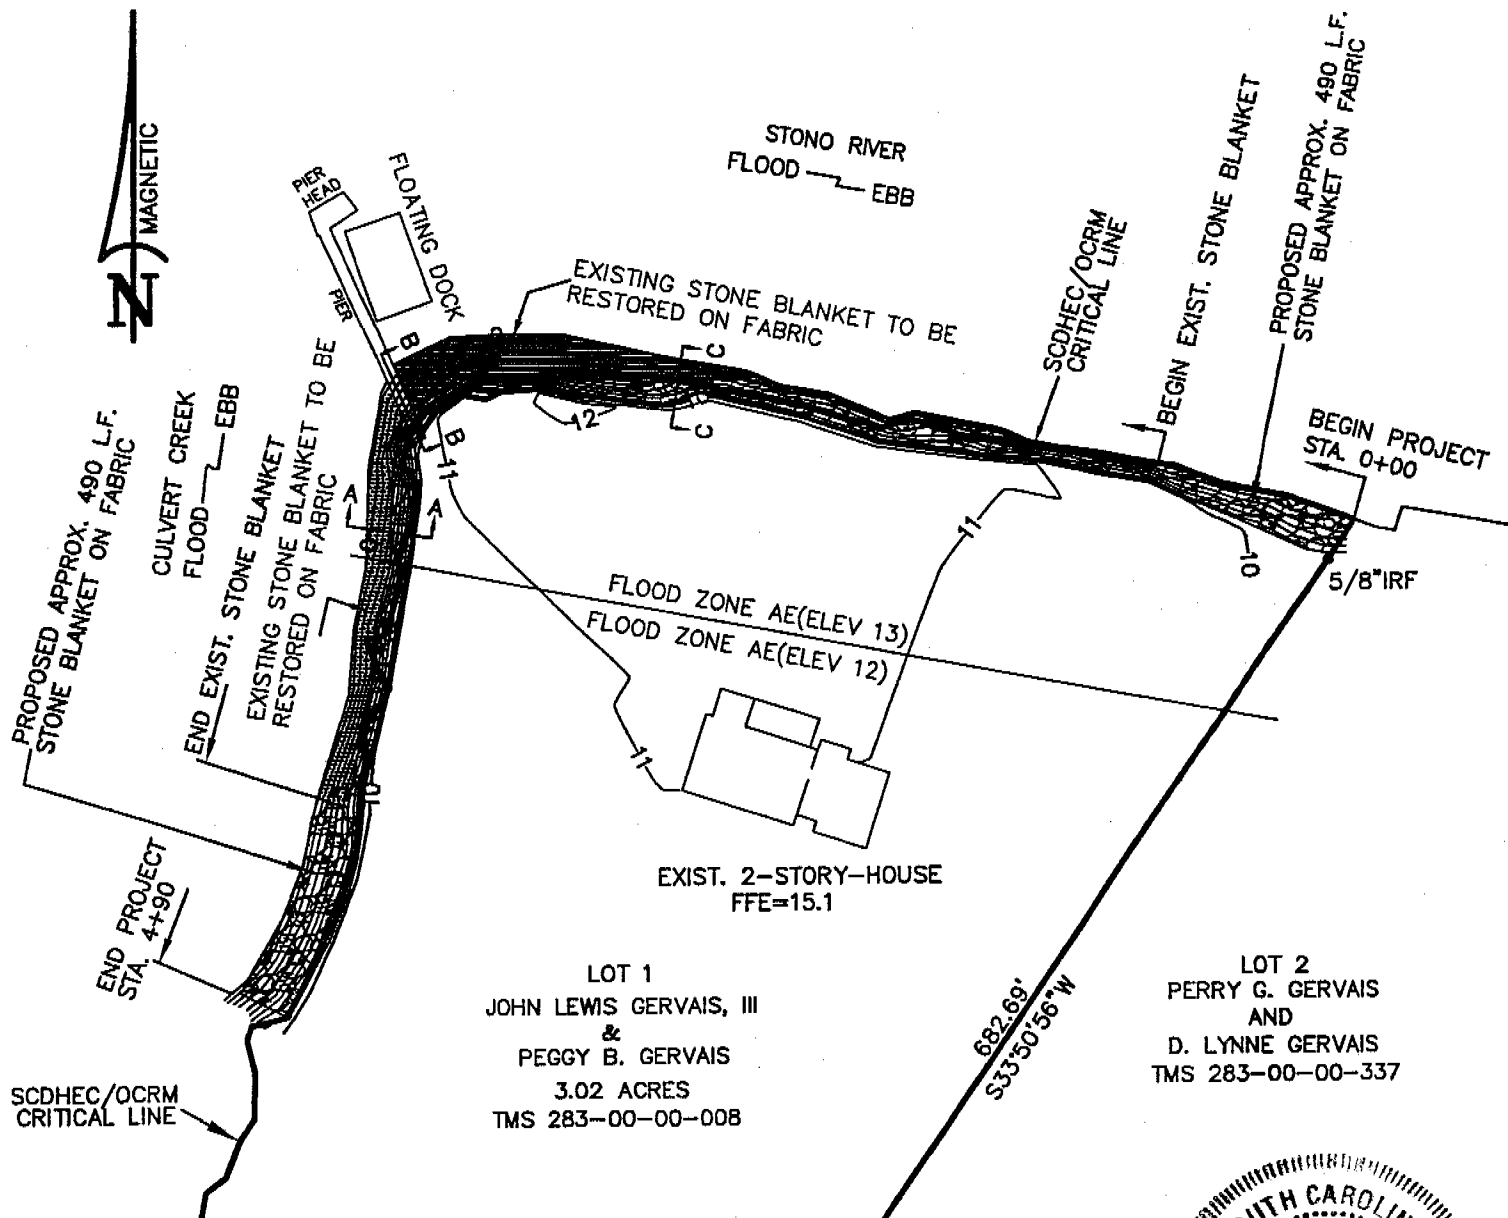 MAGNETIC
N
PIER
HEAD
FLOATING DOCK
PIER
STONO RIVER
FLOOD EBB
EXISTING STONE BLANKET TO BE
RESTORED ON FABRIC
SCDHEC/OCRM
CRITICAL LINE
BEGIN EXIST. STONE BLANKET
PROPOSED APPROX. 490 L.F.
STONE BLANKET ON FABRIC
BEGIN PROJECT
STA. 0+00
5/8"IRF
B
B
C
C
A
A
12
11
11
11
10
CULVERT CREEK
FLOOD EBB
PROPOSED APPROX. 490 L.F.
STONE BLANKET ON FABRIC
END EXIST. STONE BLANKET
EXISTING STONE BLANKET TO BE
RESTORED ON FABRIC
FLOOD ZONE AE(ELEV 13)
FLOOD ZONE AE(ELEV 12)
EXIST. 2-STORY-HOUSE
FFE=15.1
END PROJECT
STA. 4+90
LOT 1
JOHN LEWIS GERVAIS, III
&
PEGGY B. GERVAIS
3.02 ACRES
TMS 283-00-00-008
682.69'
S33°50'56"W
LOT 2
PERRY G. GERVAIS
AND
D. LYNNE GERVAIS
TMS 283-00-00-337
SCDHEC/OCRM
CRITICAL LINE